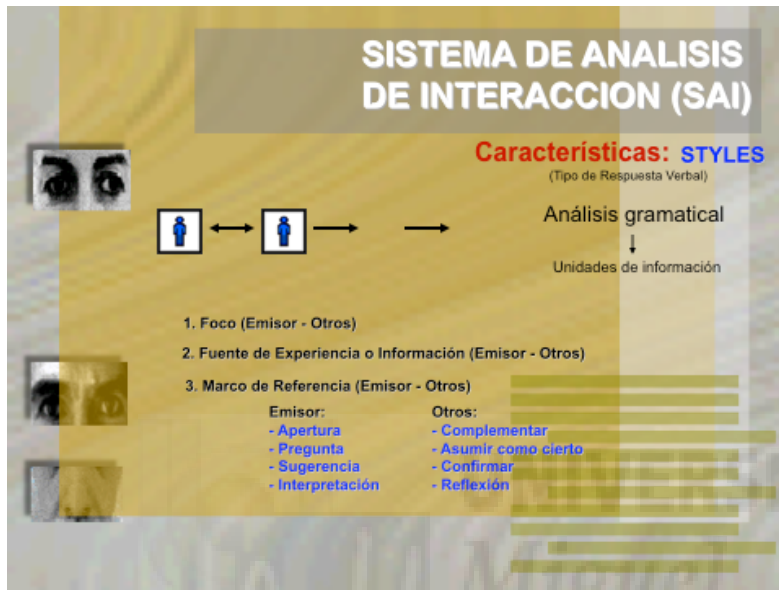 SISTEMA DE ANALISIS
DE INTERACCION (SAI)
Características: STYLES
(Tipo de Respuesta Verbal)
Análisis gramatical
Unidades de información
1. Foco (Emisor - Otros)
2. Fuente de Experiencia o Información (Emisor - Otros)
3. Marco de Referencia (Emisor - Otros)
Emisor: Otros:
- Apertura - Complementar
- Pregunta - Asumir como cierto
- Sugerencia - Confirmar
- Interpretación - Reflexión
Miguel